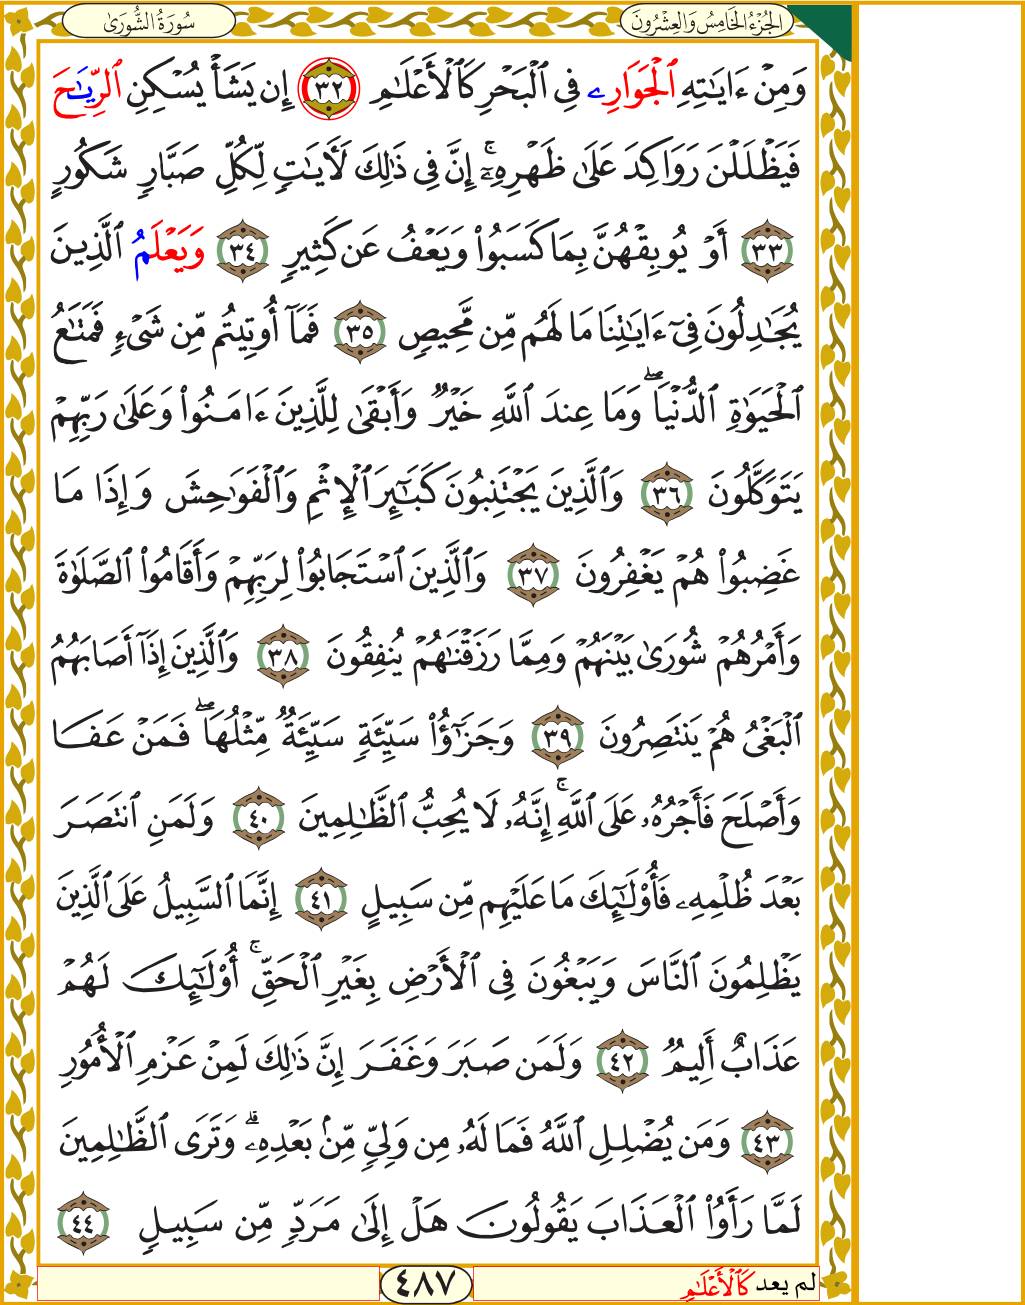 الجُزْءُ الخَامِسُ وَالعِشْرُونَ
سُورَةُ الشُّورَىٰ
وَمِنْ ءَايَٰتِهِ ٱلْجَوَارِۦ فِى ٱلْبَحْرِ كَٱلْأَعْلَٰمِ ٣٢ إِن يَشَأْ يُسْكِنِ ٱلرِّيَٰحَ
فَيَظْلَلْنَ رَوَاكِدَ عَلَىٰ ظَهْرِهِۦٓ ۚ إِنَّ فِى ذَٰلِكَ لَءَايَٰتٍ لِّكُلِّ صَبَّارٍ شَكُورٍ
٣٣ أَوْ يُوبِقْهُنَّ بِمَا كَسَبُوا۟ وَيَعْفُ عَن كَثِيرٍ ٣٤ وَيَعْلَمُ ٱلَّذِينَ
يُجَٰدِلُونَ فِىٓ ءَايَٰتِنَا مَا لَهُم مِّن مَّحِيصٍ ٣٥ فَمَآ أُوتِيتُم مِّن شَىْءٍ فَمَتَٰعُ
ٱلْحَيَوٰةِ ٱلدُّنْيَا ۖ وَمَا عِندَ ٱللَّهِ خَيْرٌ وَأَبْقَىٰ لِلَّذِينَ ءَامَنُوا۟ وَعَلَىٰ رَبِّهِمْ
يَتَوَكَّلُونَ ٣٦ وَٱلَّذِينَ يَجْتَنِبُونَ كَبَٰٓئِرَ ٱلْإِثْمِ وَٱلْفَوَٰحِشَ وَإِذَا مَا
غَضِبُوا۟ هُمْ يَغْفِرُونَ ٣٧ وَٱلَّذِينَ ٱسْتَجَابُوا۟ لِرَبِّهِمْ وَأَقَامُوا۟ ٱلصَّلَوٰةَ
وَأَمْرُهُمْ شُورَىٰ بَيْنَهُمْ وَمِمَّا رَزَقْنَٰهُمْ يُنفِقُونَ ٣٨ وَٱلَّذِينَ إِذَآ أَصَابَهُمُ
ٱلْبَغْىُ هُمْ يَنتَصِرُونَ ٣٩ وَجَزَٰٓؤُا۟ سَيِّئَةٍ سَيِّئَةٌ مِّثْلُهَا ۖ فَمَنْ عَفَا
وَأَصْلَحَ فَأَجْرُهُۥ عَلَى ٱللَّهِ ۚ إِنَّهُۥ لَا يُحِبُّ ٱلظَّٰلِمِينَ ٤٠ وَلَمَنِ ٱنتَصَرَ
بَعْدَ ظُلْمِهِۦ فَأُو۟لَٰٓئِكَ مَا عَلَيْهِم مِّن سَبِيلٍ ٤١ إِنَّمَا ٱلسَّبِيلُ عَلَى ٱلَّذِينَ
يَظْلِمُونَ ٱلنَّاسَ وَيَبْغُونَ فِى ٱلْأَرْضِ بِغَيْرِ ٱلْحَقِّ ۚ أُو۟لَٰٓئِكَ لَهُمْ
عَذَابٌ أَلِيمٌ ٤٢ وَلَمَن صَبَرَ وَغَفَرَ إِنَّ ذَٰلِكَ لَمِنْ عَزْمِ ٱلْأُمُورِ
٤٣ وَمَن يُضْلِلِ ٱللَّهُ فَمَا لَهُۥ مِن وَلِىٍّ مِّنۢ بَعْدِهِۦ ۗ وَتَرَى ٱلظَّٰلِمِينَ
لَمَّا رَأَوُا۟ ٱلْعَذَابَ يَقُولُونَ هَلْ إِلَىٰ مَرَدٍّ مِّن سَبِيلٍ ٤٤
لم يعد كَٱلْأَعْلَٰمِ
٤٨٧